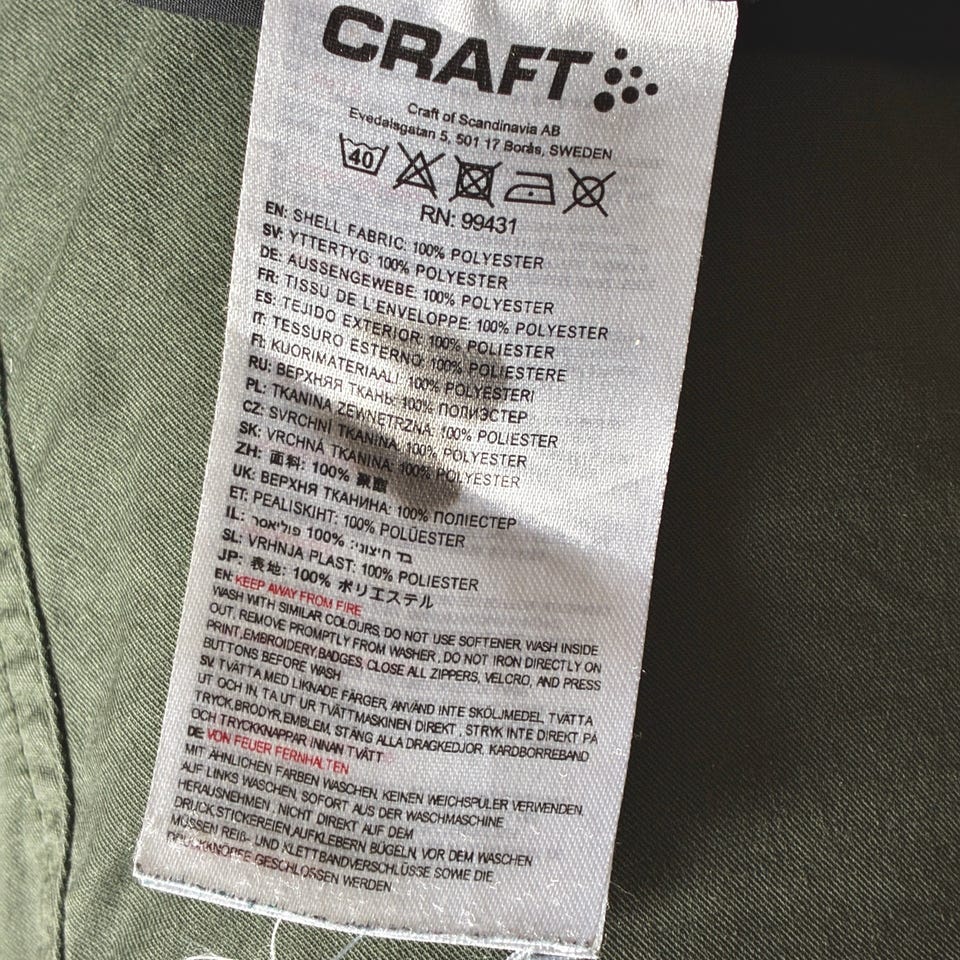 CRAFT
Craft of Scandinavia AB
Evedalsgatan 5, 501 17 Borås, SWEDEN
40
RN: 99431
EN: SHELL FABRIC: 100% POLYESTER
SV: YTTERTYG: 100% POLYESTER
DE: AUSSENGEWEBE: 100% POLYESTER
FR: TISSU DE L'ENVELOPPE: 100% POLYESTER
ES: TEJIDO EXTERIOR: 100% POLIESTER
IT: TESSURO ESTERNO: 100% POLIESTERE
FI: KUORIMATERIAALI: 100% POLYESTERI
RU: ВЕРХНЯЯ ТКАНЬ: 100% ПОЛИЭСТЕР
PL: TKANINA ZEWNĘTRZNA: 100% POLYESTER
CZ: SVRCHNÍ TKANINA: 100% POLYESTER
SK: VRCHNÁ TKANINA: 100% POLYESTER
ZH: 面料: 100%
UK: ВЕРХНЯ ТКАНИНА: 100% ПОЛІЕСТЕР
ET: PEALISKIHT: 100% POLÜESTER
IL: בד חיצוני: 100% פוליאסר
SL: VRHNJA PLAST: 100% POLIESTER
JP: 表地: 100% ポリエステル
EN: KEEP AWAY FROM FIRE
WASH WITH SIMILAR COLOURS, DO NOT USE SOFTENER, WASH INSIDE
OUT, REMOVE PROMPTLY FROM WASHER, DO NOT IRON DIRECTLY ON
PRINT,EMBROIDERY,BADGES, CLOSE ALL ZIPPERS, VELCRO, AND PRESS
BUTTONS BEFORE WASH
SV: TVÄTTA MED LIKNADE FÄRGER, ANVÄND INTE SKÖLJMEDEL, TVÄTTA
UT OCH IN, TA UT UR TVÄTTMASKINEN DIREKT, STRYK INTE DIREKT PÅ
TRYCK,BRODYR,EMBLEM, STÄNG ALLA DRAGKEDJOR, KARDBORREBAND
OCH TRYCKKNAPPAR INNAN TVÄTT
DE: VON FEUER FERNHALTEN
MIT ÄHNLICHEN FARBEN WASCHEN, KEINEN WEICHSPÜLER VERWENDEN,
AUF LINKS WASCHEN, SOFORT AUS DER WASCHMASCHINE
HERAUSNEHMEN, NICHT DIREKT AUF DEM
DRUCK,STICKEREIEN,AUFKLEBERN BÜGELN, VOR DEM WASCHEN
MÜSSEN REIß- UND KLETTBANDVERSCHLÜSSE SOWIE DIE
DRUCKKNÖPFE GESCHLOSSEN WERDEN